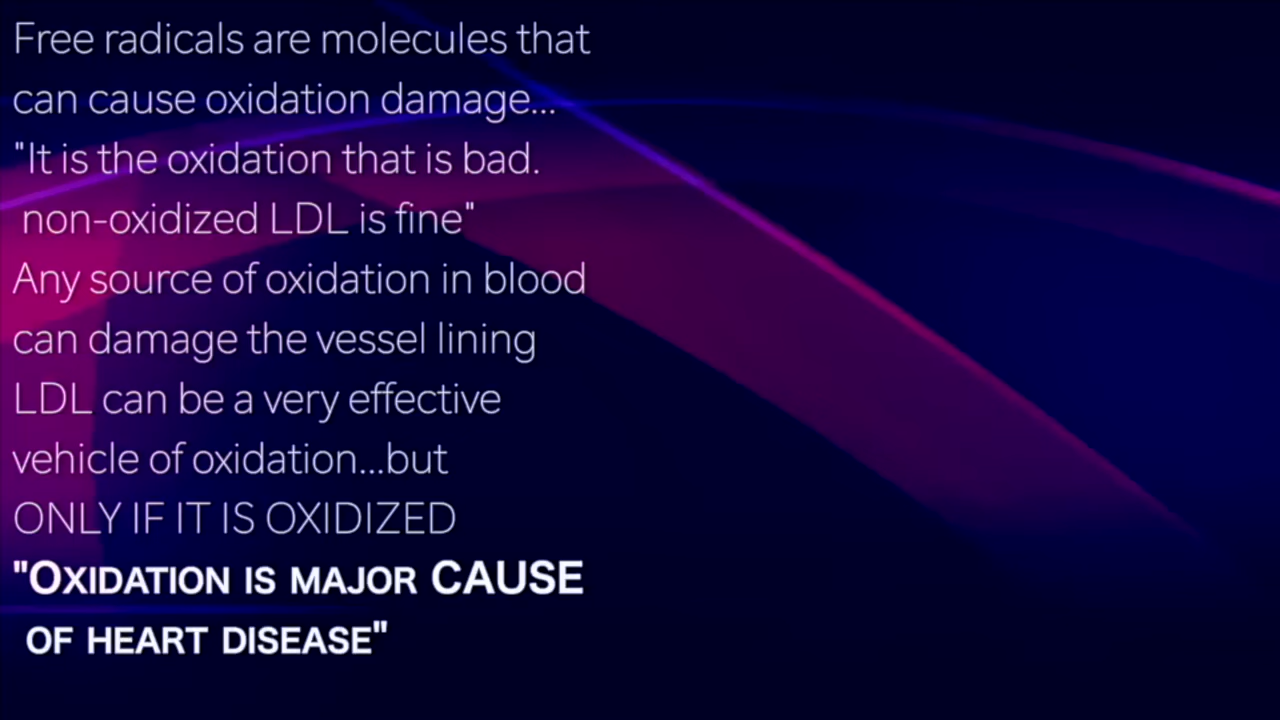 Free radicals are molecules that
can cause oxidation damage...
"It is the oxidation that is bad.
non-oxidized LDL is fine"
Any source of oxidation in blood
can damage the vessel lining
LDL can be a very effective
vehicle of oxidation...but
ONLY IF IT IS OXIDIZED
"OXIDATION IS MAJOR CAUSE
OF HEART DISEASE"